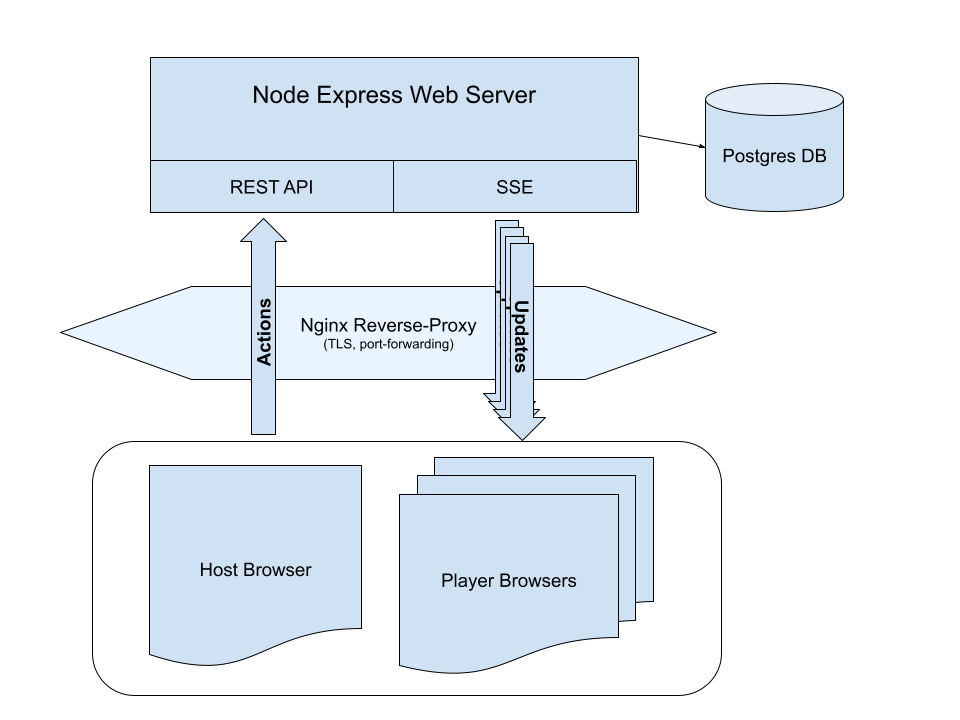 Node Express Web Server
Postgres DB
REST API
SSE
Actions
Nginx Reverse-Proxy
(TLS, port-forwarding)
Updates
Host Browser
Player Browsers